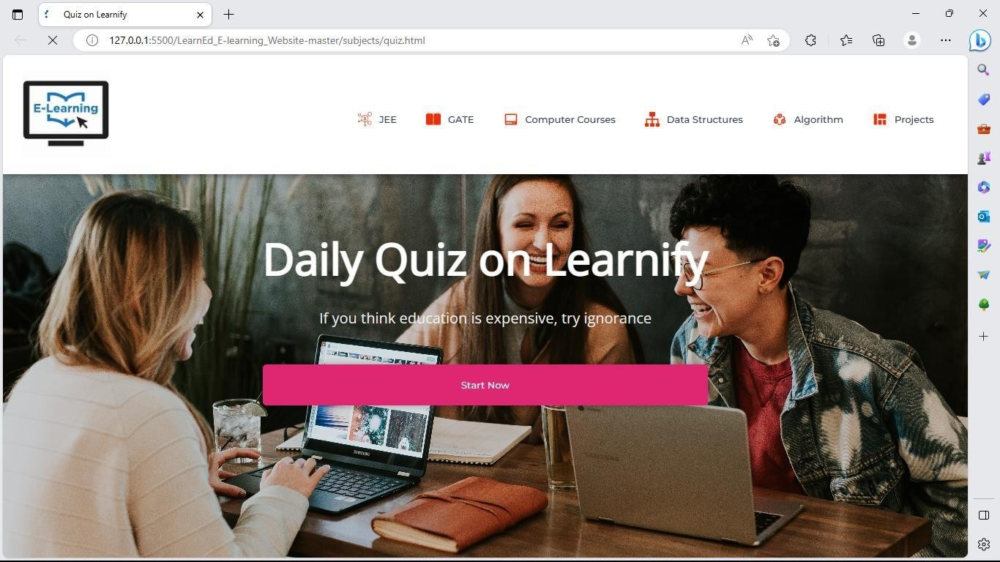 Quiz on Learnify
127.0.0.1:5500/LearnEd_E-learning_Website-master/subjects/quiz.html
E-Learning
JEE
GATE
Computer Courses
Data Structures
Algorithm
Projects
Daily Quiz on Learnify
If you think education is expensive, try ignorance
Start Now
SAMSUNG